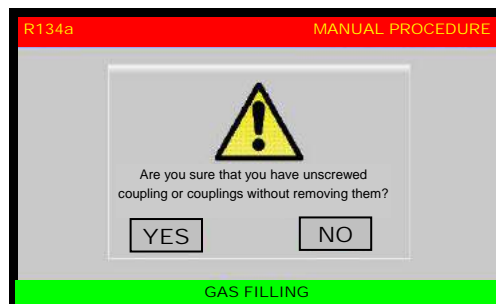 R134a MANUAL PROCEDURE
Are you sure that you have unscrewed
coupling or couplings without removing them?
YES NO
GAS FILLING